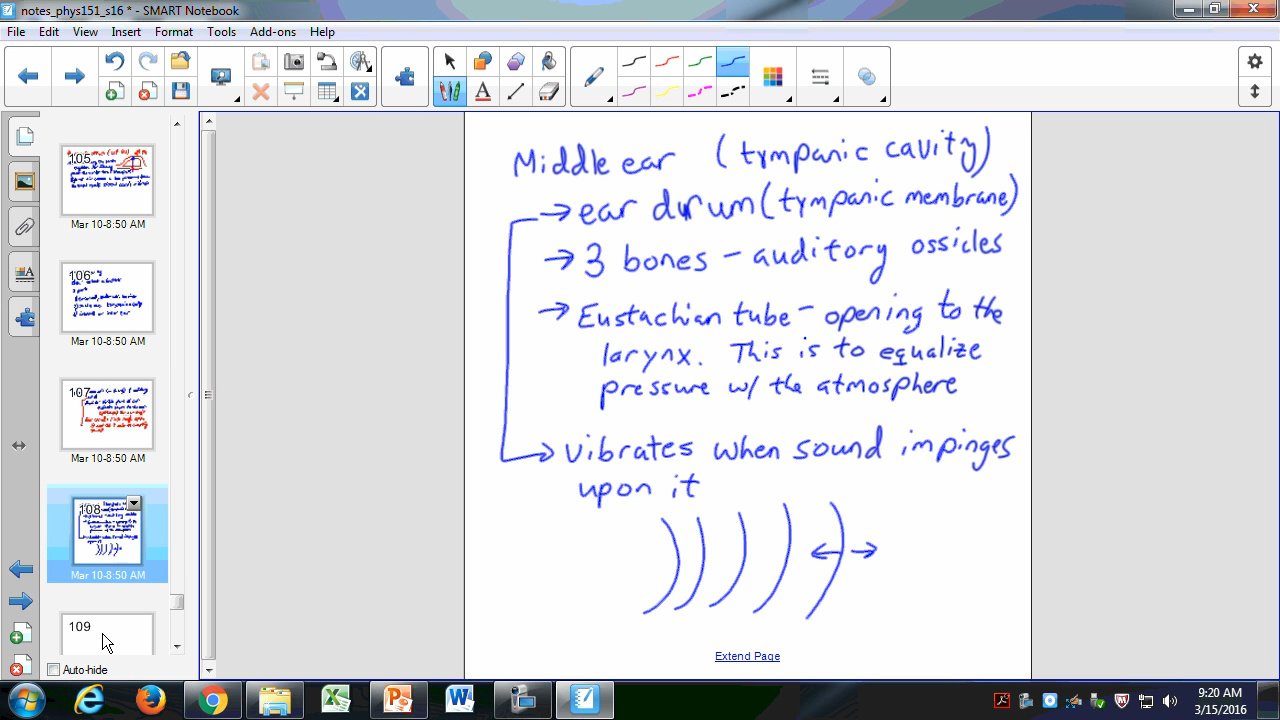 notes_phys151_s16 * - SMART Notebook
File Edit View Insert Format Tools Add-ons Help
105
Mar 10-8:50 AM
106
Mar 10-8:50 AM
107
Mar 10-8:50 AM
108
Mar 10-8:50 AM
109
Auto-hide
Middle ear (tympanic cavity)
→ ear drum (tympanic membrane)
→ 3 bones - auditory ossicles
→ Eustachian tube - opening to the
larynx. This is to equalize
pressure w/ the atmosphere
→ vibrates when sound impinges
upon it
Extend Page
9:20 AM
3/15/2016